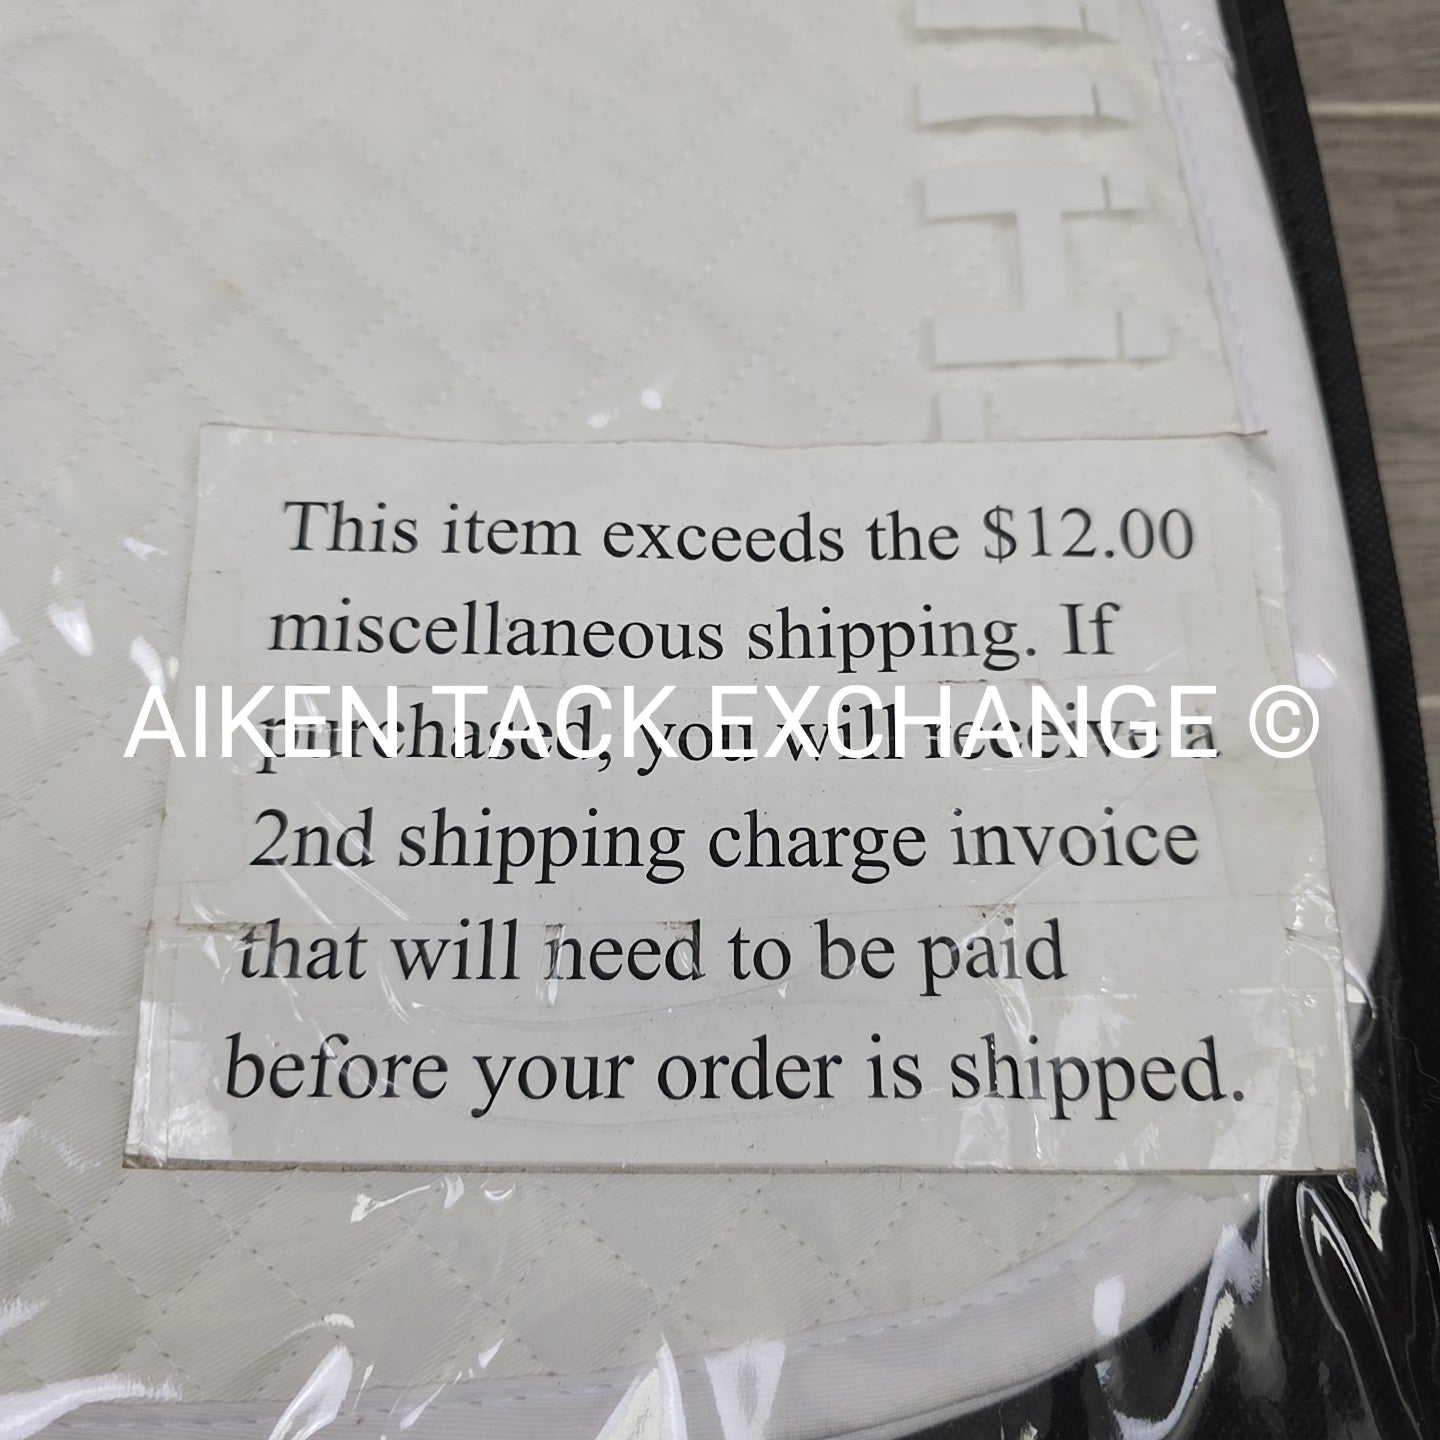 This item exceeds the $12.00
miscellaneous shipping. If
purchased, you will receive a
AIKEN TACK EXCHANGE ©
2nd shipping charge invoice
that will need to be paid
before your order is shipped.